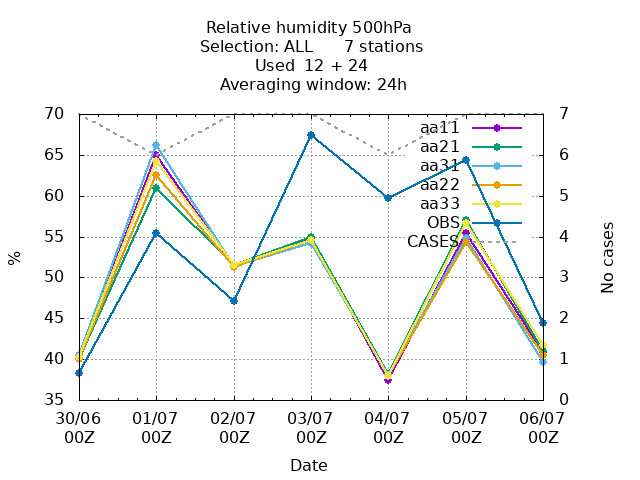 Relative humidity 500hPa
Selection: ALL 7 stations
Used 12 + 24
Averaging window: 24h
70
65
60
55
50
45
40
35
%
7
6
5
4
3
2
1
0
No cases
aa11
aa21
aa31
aa22
aa33
OBS
CASES
30/06 01/07 02/07 03/07 04/07 05/07 06/07
00Z 00Z 00Z 00Z 00Z 00Z 00Z
Date